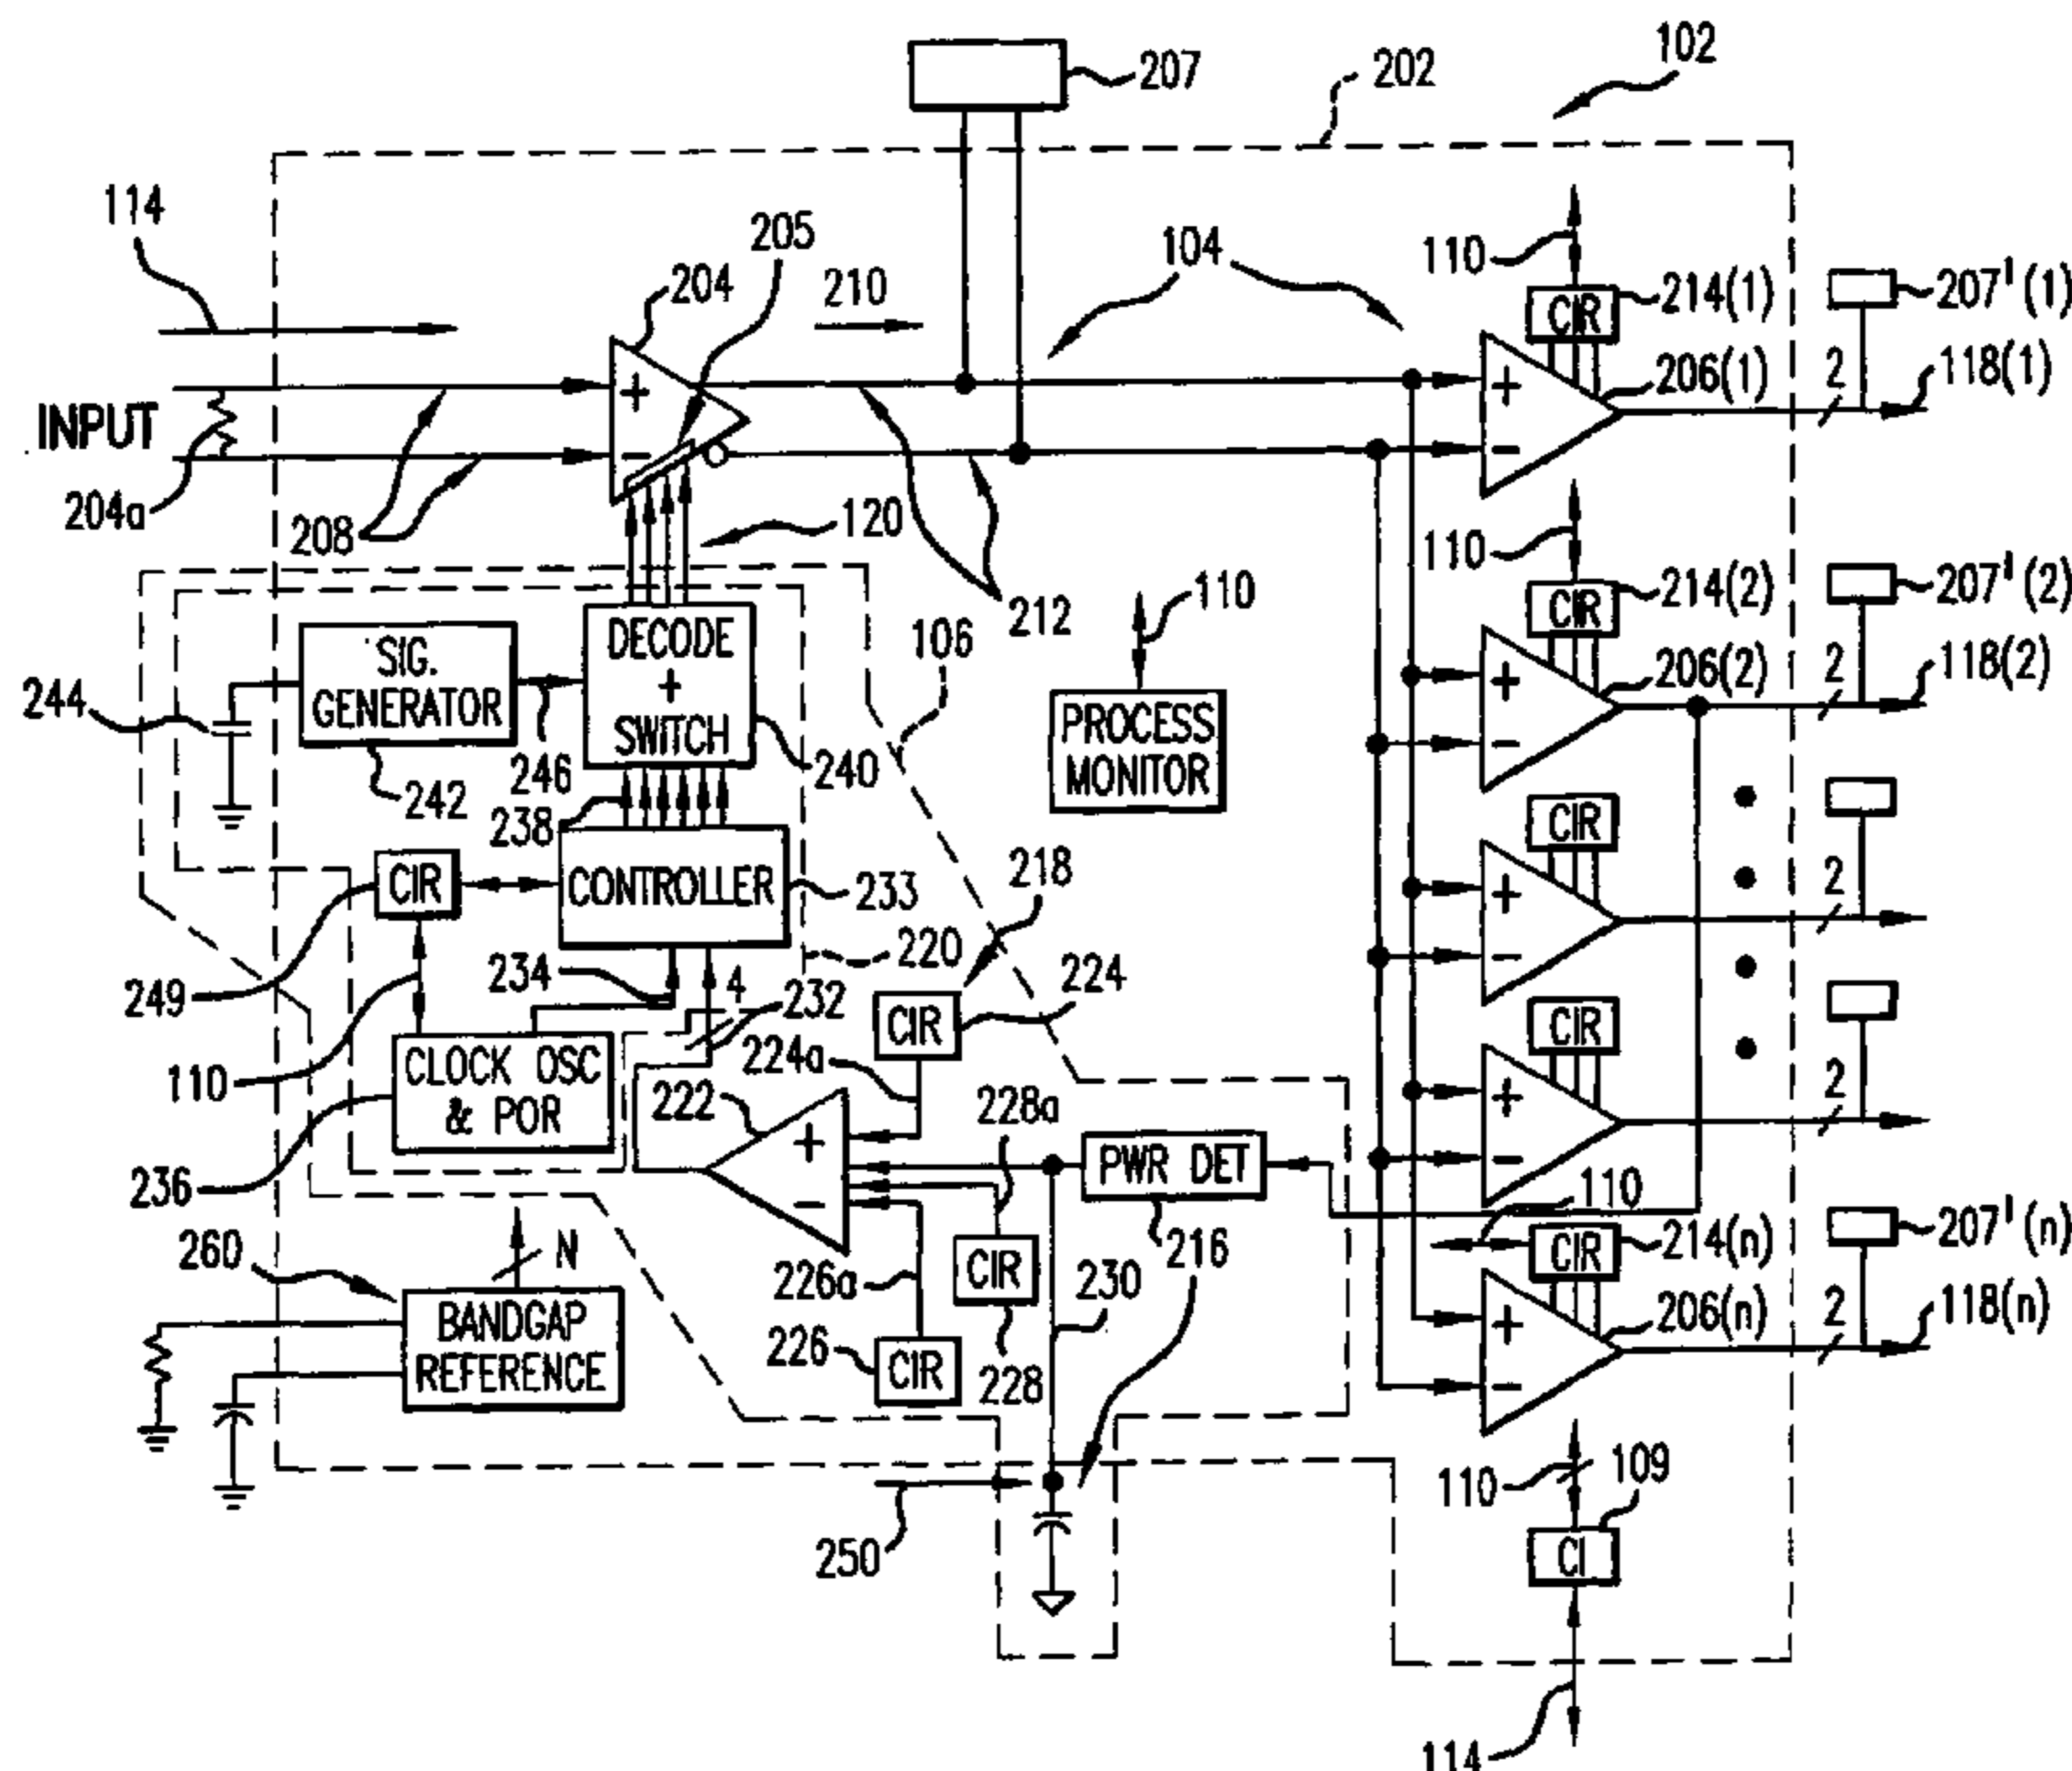 207
202
102
114
205
204
210
104
110
CIR
214(1)
207'(1)
+
-
206(1)
2
118(1)
INPUT
+
-
204a
208
120
212
110
CIR
214(2)
207'(2)
+
-
206(2)
2
118(2)
SIG.
GENERATOR
DECODE
+
SWITCH
244
246
242
240
106
110
PROCESS
MONITOR
238
CIR
CONTROLLER
233
218
CIR
+
-
2
249
234
4
232
220
CIR
224
224a
110
CLOCK OSC
& POR
236
222
+
-
228a
PWR DET
216
CIR
+
-
2
110
260
N
BANDGAP
REFERENCE
226a
226
CIR
CIR
228
230
216
CIR
214(n)
207'(n)
+
-
206(n)
2
118(n)
250
110
109
CI
114